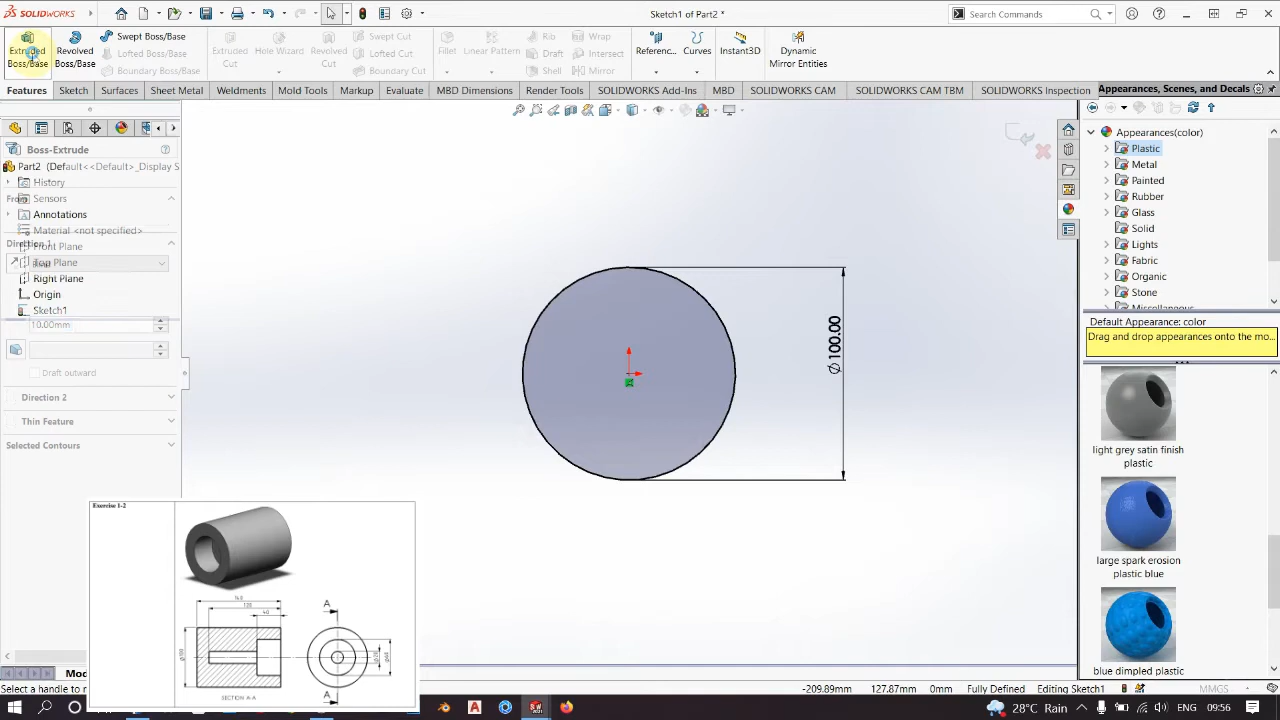 SOLIDWORKS
Sketch1 of Part2 *
Search Commands
Extruded Boss/Base
Revolved Boss/Base
Swept Boss/Base
Lofted Boss/Base
Boundary Boss/Base
Extruded Cut
Hole Wizard
Revolved Cut
Swept Cut
Lofted Cut
Boundary Cut
Fillet
Linear Pattern
Rib
Draft
Shell
Wrap
Intersect
Mirror
Referenc...
Curves
Instant3D
Dynamic Mirror Entities
Features
Sketch
Surfaces
Sheet Metal
Weldments
Mold Tools
Markup
Evaluate
MBD Dimensions
Render Tools
SOLIDWORKS Add-Ins
MBD
SOLIDWORKS CAM
SOLIDWORKS CAM TBM
SOLIDWORKS Inspection
Appearances, Scenes, and Decals
Boss-Extrude
Part2 (Default<<Default>_Display S
History
Sensors
Annotations
Material <not specified>
Direction 1
Front Plane
Top Plane
Right Plane
Origin
Sketch1
10.00mm
Draft outward
Direction 2
Thin Feature
Selected Contours
∅100.00
Appearances(color)
Plastic
Metal
Painted
Rubber
Glass
Solid
Lights
Fabric
Organic
Stone
Miscellaneous
Default Appearance: color
Drag and drop appearances onto the mo...
light grey satin finish plastic
large spark erosion plastic blue
blue dimpled plastic
Exercise 1-2
140
120
40
A
A
SECTION A-A
Select a handle to
-209.89mm
127.87mm
0mm
Fully Defined
Editing Sketch1
MMGS
28°C Rain
ENG
09:56